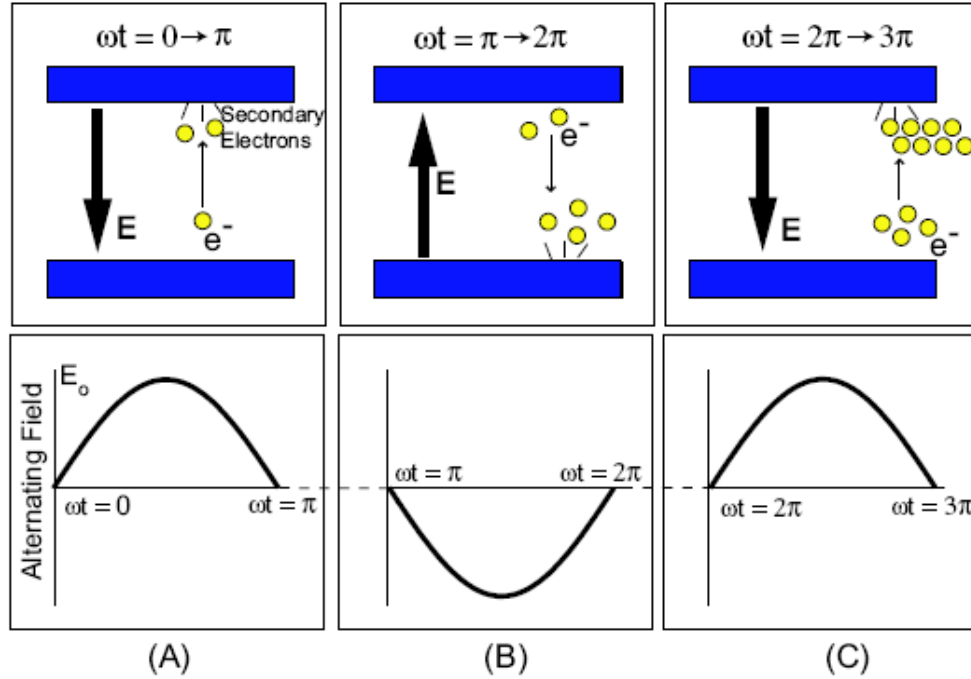 ωt = 0→π
Secondary
Electrons
E
e-
ωt = π→2π
e-
E
ωt = 2π→3π
E
e-
Alternating Field
Eo
ωt = 0
ωt = π
ωt = π
ωt = 2π
ωt = 2π
ωt = 3π
(A)
(B)
(C)